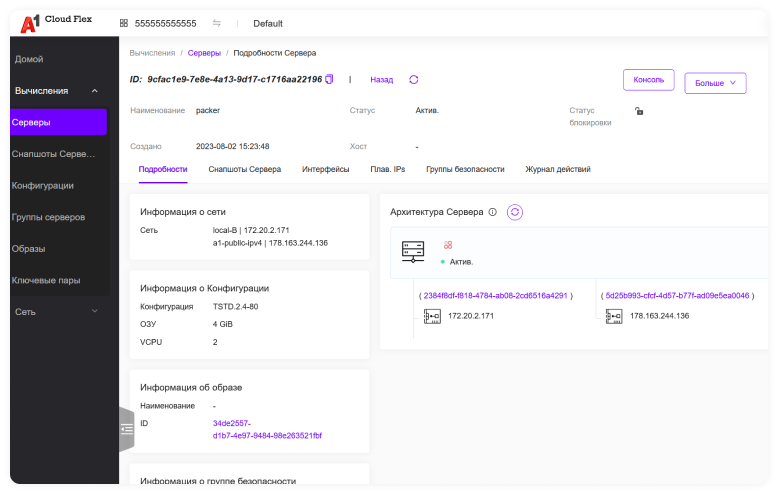 A1 Cloud Flex
555555555555
Default
Домой
Вычисления
Серверы
Снапшоты Серве...
Конфигурации
Группы серверов
Образы
Ключевые пары
Сеть
Вычисления / Серверы / Подробности Сервера
ID: 9cfac1e9-7e8e-4a13-9d17-c1716aa22196 | Назад
Консоль
Больше
Наименование packer
Статус Актив.
Статус блокировки
Создано 2023-08-02 15:23:48
Хост -
Подробности Снапшоты Сервера Интерфейсы Плав. IPs Группы безопасности Журнал действий
Информация о сети
Сеть local-B | 172.20.2.171
a1-public-ipv4 | 178.163.244.136
Информация о Конфигурации
Конфигурация TSTD.2.4-80
ОЗУ 4 GiB
VCPU 2
Информация об образе
Наименование -
ID 34de2557-
d1b7-4e97-9484-98e263521fbf
Информация о группе безопасности
Архитектура Сервера
Актив.
( 2384f8df-f818-4784-ab08-2cd6516a4291 )
172.20.2.171
( 5d25b993-cfcf-4d57-b77f-ad09e5ea0046 )
178.163.244.136